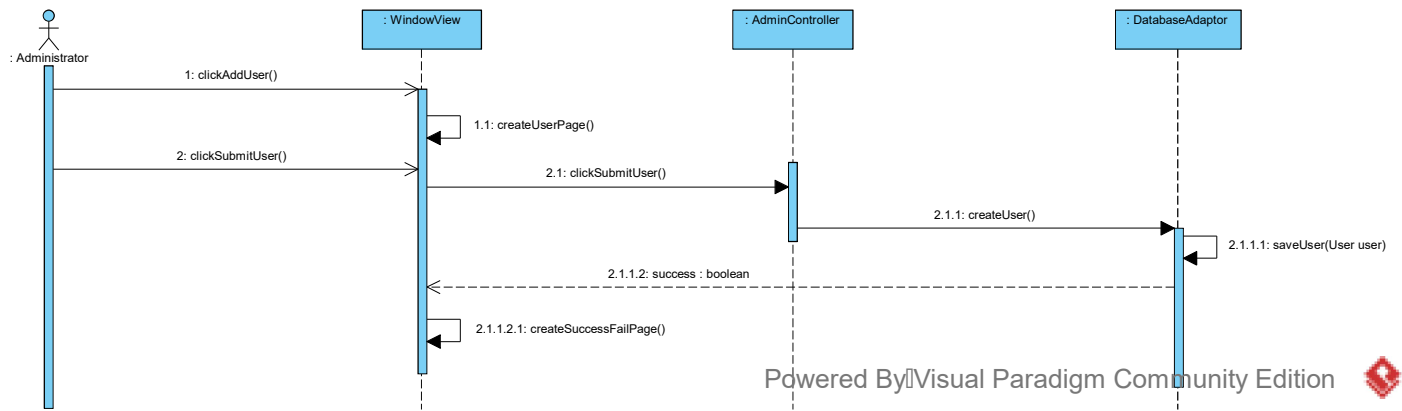 : WindowView
: AdminController
: DatabaseAdaptor
: Administrator
1: clickAddUser()
1.1: createUserPage()
2: clickSubmitUser()
2.1: clickSubmitUser()
2.1.1: createUser()
2.1.1.1: saveUser(User user)
2.1.1.2: success : boolean
2.1.1.2.1: createSuccessFailPage()
Powered By▯Visual Paradigm Community Edition